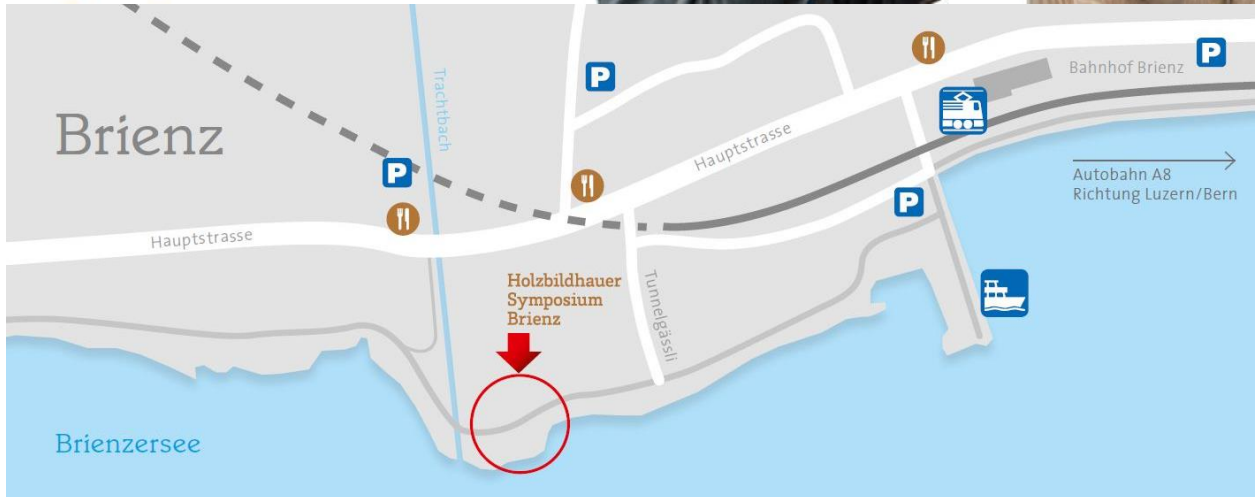 Brienz
Trachtbach
P
P
P
P
Bahnhof Brienz
Hauptstrasse
Autobahn A8
Richtung Luzern/Bern
Hauptstrasse
Holzbildhauer
Symposium
Brienz
Tunnelgässli
Brienzersee